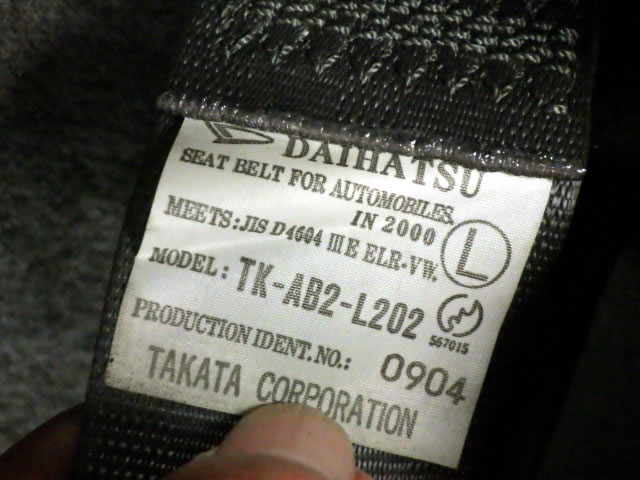 DAIHATSU
SEAT BELT FOR AUTOMOBILES.
IN 2000
MEETS: JIS D4604 III E ELR-VW.
L
MODEL: TK-AB2-L202
567015
PRODUCTION IDENT. NO.: 0904
TAKATA CORPORATION